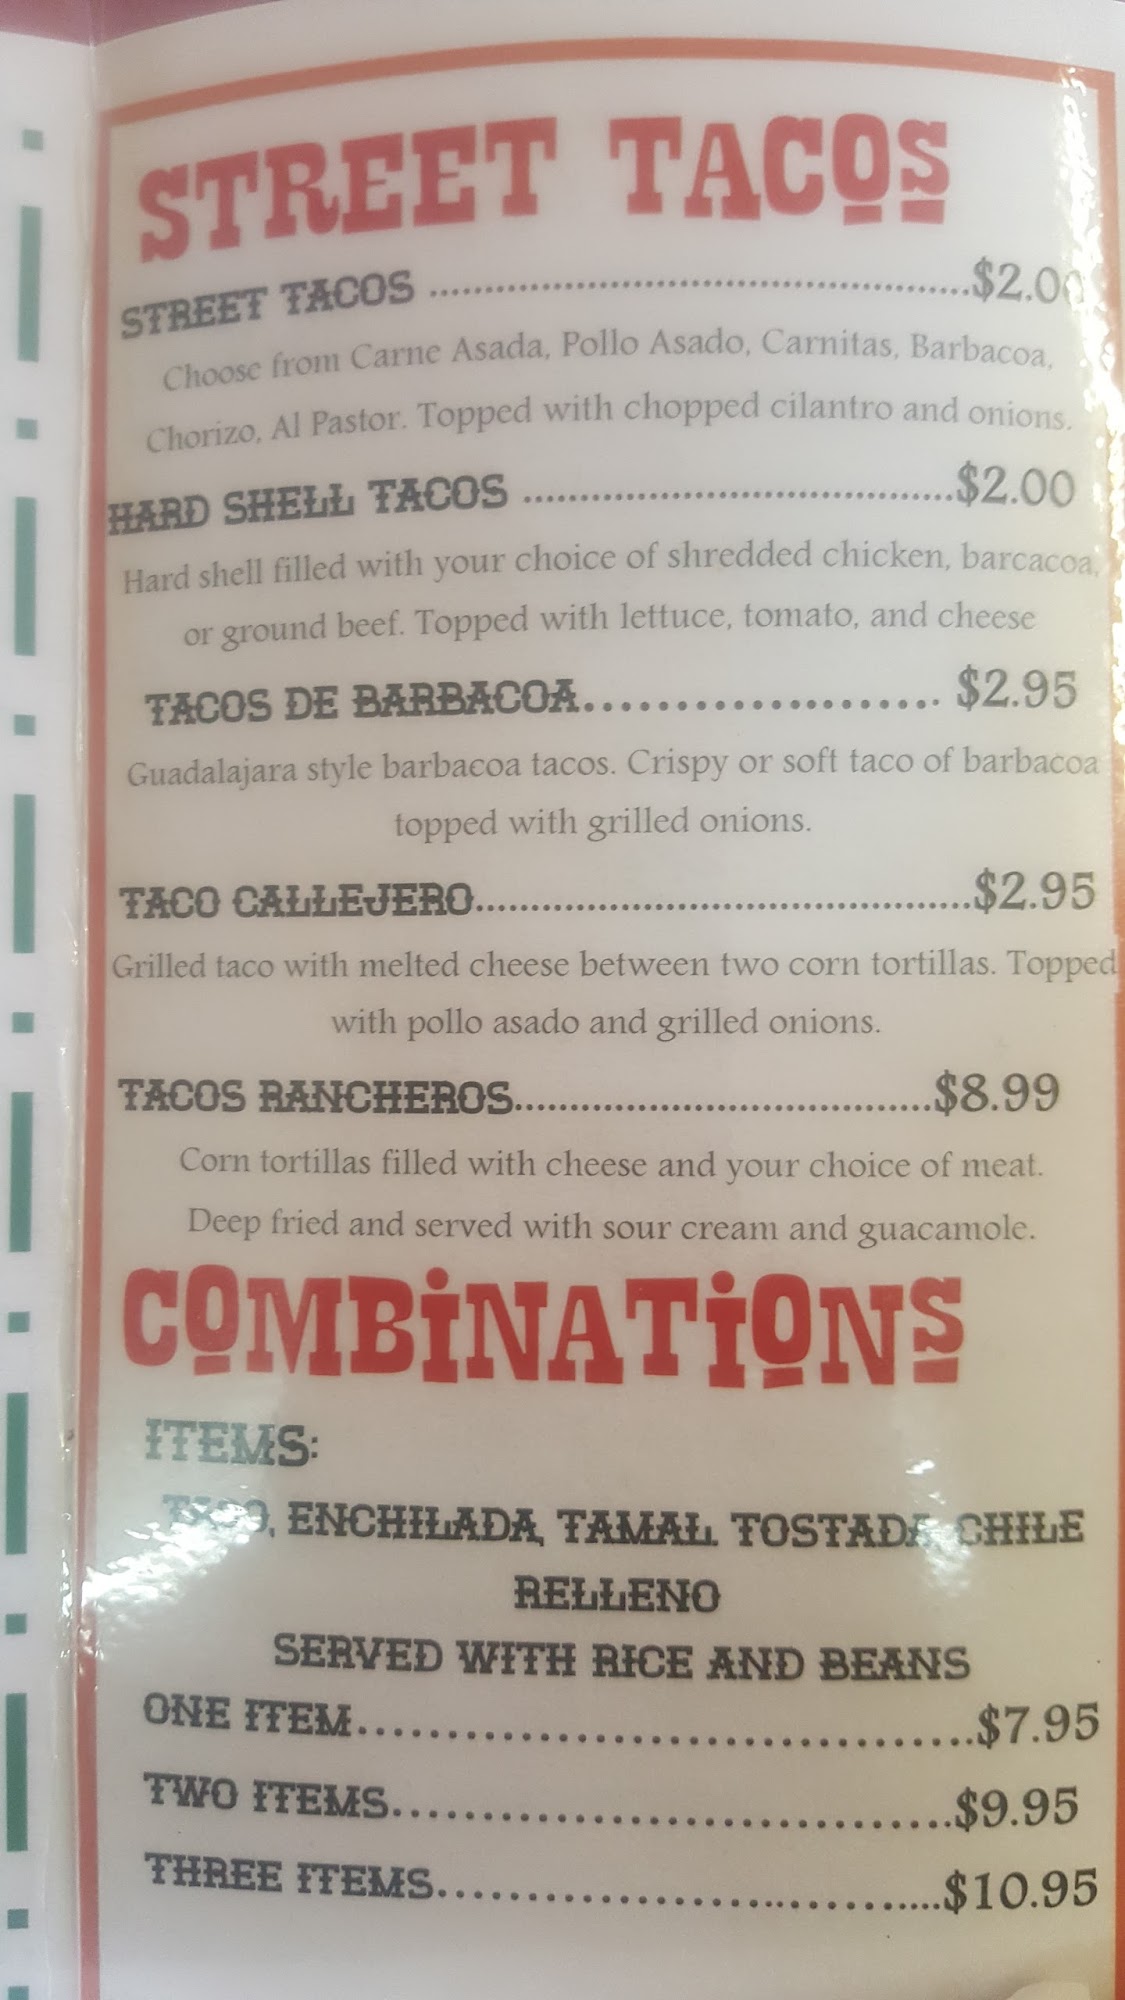 STREET TACOS
STREET TACOS ................................................$2.00
Choose from Carne Asada, Pollo Asado, Carnitas, Barbacoa,
Chorizo, Al Pastor. Topped with chopped cilantro and onions.
HARD SHELL TACOS ......................................$2.00
Hard shell filled with your choice of shredded chicken, barcacoa,
or ground beef. Topped with lettuce, tomato, and cheese
TACOS DE BARBACOA.................... $2.95
Guadalajara style barbacoa tacos. Crispy or soft taco of barbacoa
topped with grilled onions.
TACO CALLEJERO............................................$2.95
Grilled taco with melted cheese between two corn tortillas. Topped
with pollo asado and grilled onions.
TACOS RANCHEROS.....................................$8.99
Corn tortillas filled with cheese and your choice of meat.
Deep fried and served with sour cream and guacamole.
COMBINATIONS
ITEMS:
TACO, ENCHILADA, TAMAL, TOSTADA, CHILE
RELLENO
SERVED WITH RICE AND BEANS
ONE ITEM.....................................$7.95
TWO ITEMS..................................$9.95
THREE ITEMS................................$10.95